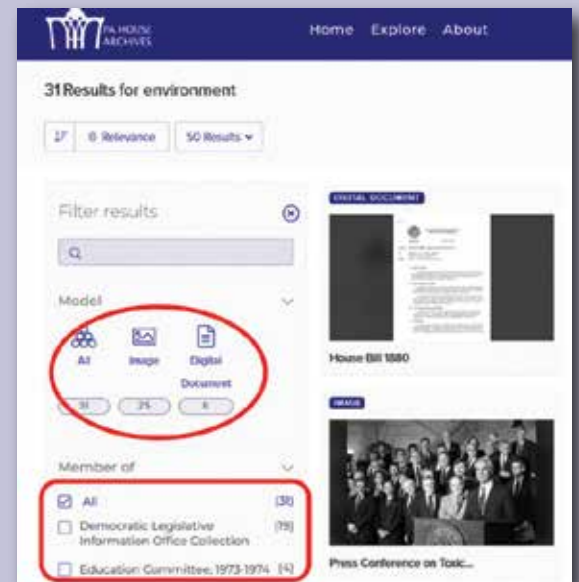 PA HOUSE
ARCHIVES
Home Explore About
31 Results for environment
Relevance
50 Results
Filter results
Model
All
Image
Digital
Document
31
25
6
Member of
All (31)
Democratic Legislative
Information Office Collection
(19)
Education Committee, 1973-1974 (4)
DIGITAL DOCUMENT
House Bill 1880
IMAGE
Press Conference on Toxic...